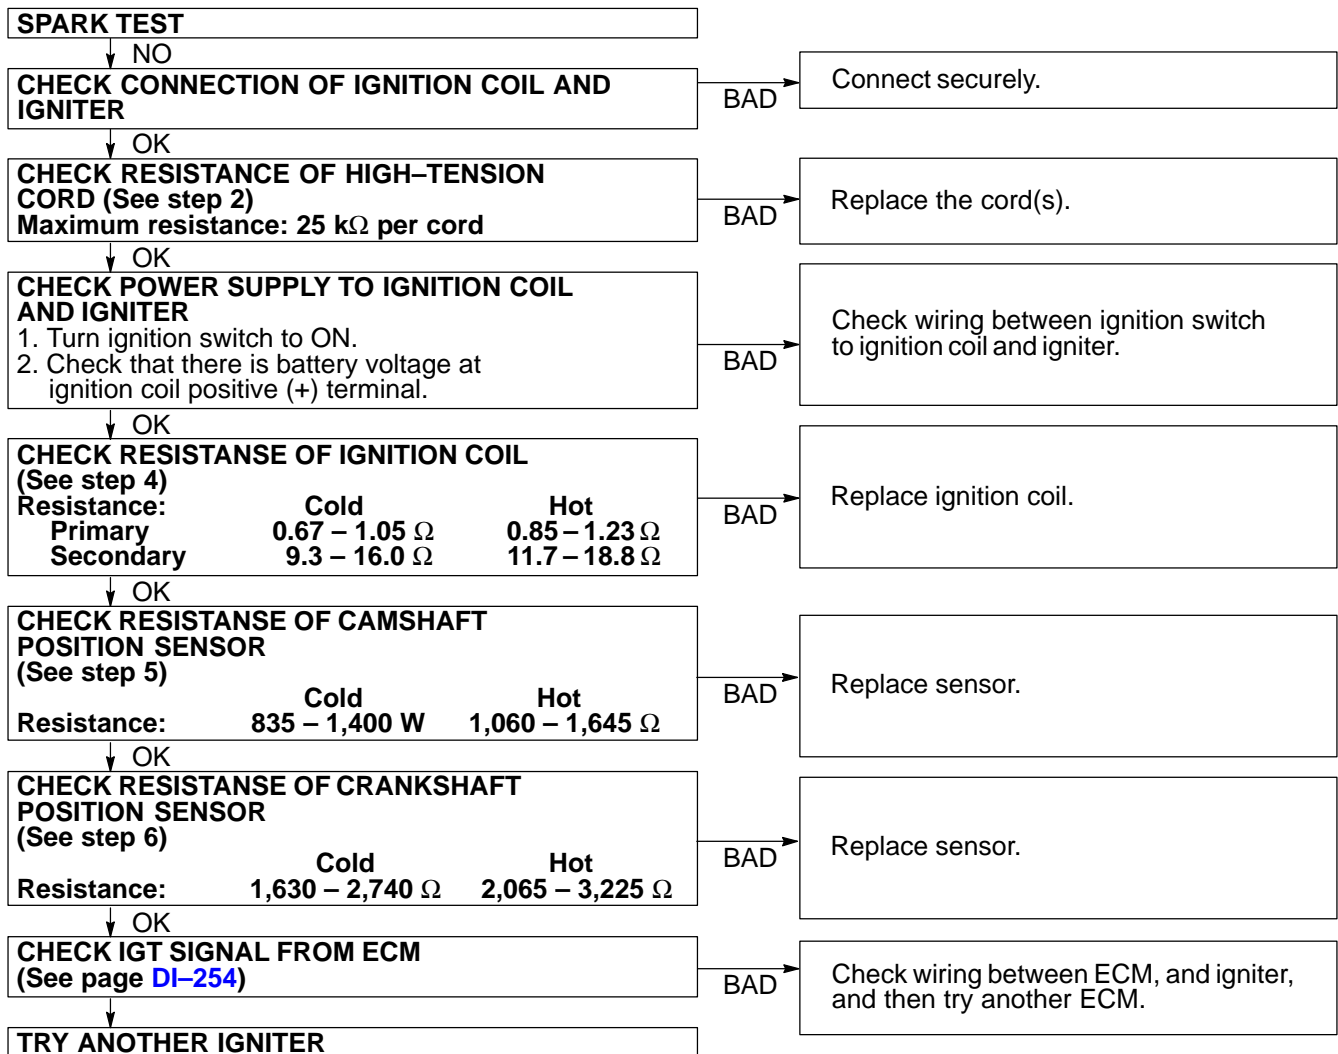 SPARK TEST
NO
CHECK CONNECTION OF IGNITION COIL AND
IGNITER
BAD
Connect securely.
OK
CHECK RESISTANCE OF HIGH–TENSION
CORD (See step 2)
Maximum resistance: 25 kΩ per cord
BAD
Replace the cord(s).
OK
CHECK POWER SUPPLY TO IGNITION COIL
AND IGNITER
1. Turn ignition switch to ON.
2. Check that there is battery voltage at
ignition coil positive (+) terminal.
BAD
Check wiring between ignition switch
to ignition coil and igniter.
OK
CHECK RESISTANSE OF IGNITION COIL
(See step 4)
Resistance: Cold Hot
Primary 0.67 – 1.05 Ω 0.85 – 1.23 Ω
Secondary 9.3 – 16.0 Ω 11.7 – 18.8 Ω
BAD
Replace ignition coil.
OK
CHECK RESISTANSE OF CAMSHAFT
POSITION SENSOR
(See step 5)
Cold Hot
Resistance: 835 – 1,400 W 1,060 – 1,645 Ω
BAD
Replace sensor.
OK
CHECK RESISTANSE OF CRANKSHAFT
POSITION SENSOR
(See step 6)
Cold Hot
Resistance: 1,630 – 2,740 Ω 2,065 – 3,225 Ω
BAD
Replace sensor.
OK
CHECK IGT SIGNAL FROM ECM
(See page DI–254)
BAD
Check wiring between ECM, and igniter,
and then try another ECM.
TRY ANOTHER IGNITER